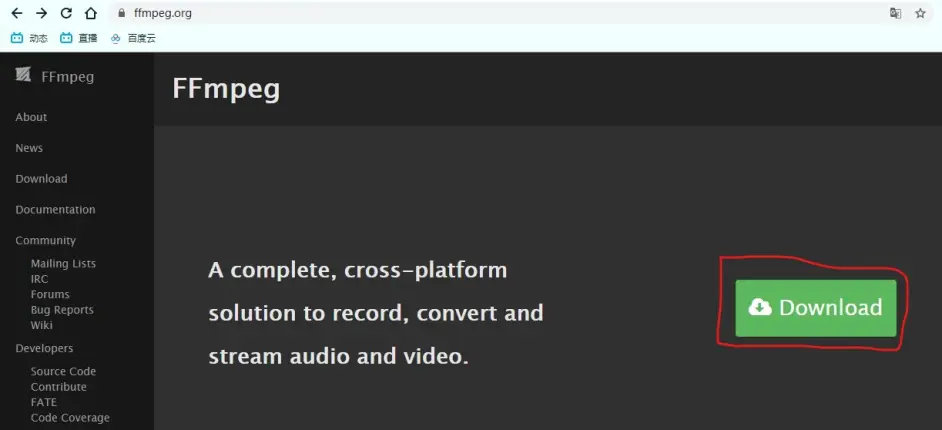 ffmpeg.org
动态 直播 百度云
FFmpeg
About
News
Download
Documentation
Community
Mailing Lists
IRC
Forums
Bug Reports
Wiki
Developers
Source Code
Contribute
FATE
Code Coverage
FFmpeg
A complete, cross-platform
solution to record, convert and
stream audio and video.
Download